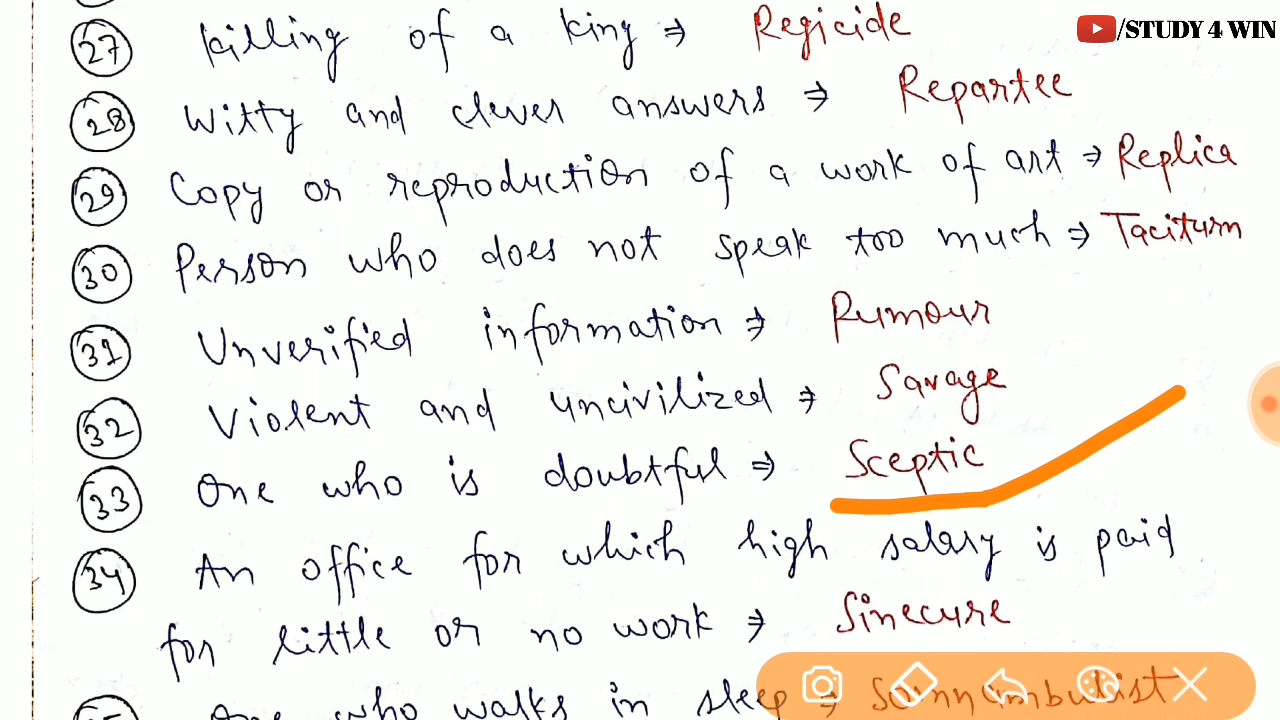 /STUDY 4 WIN
27 Killing of a king ⇒ Regicide
28 Witty and clever answers ⇒ Repartee
29 Copy or reproduction of a work of art ⇒ Replica
30 Person who does not speak too much ⇒ Taciturn
31 Unverified information ⇒ Rumour
32 Violent and uncivilized ⇒ Savage
33 One who is doubtful ⇒ Sceptic
34 An office for which high salary is paid
for little or no work ⇒ Sinecure
35 One who walks in sleep ⇒ Somnambulist